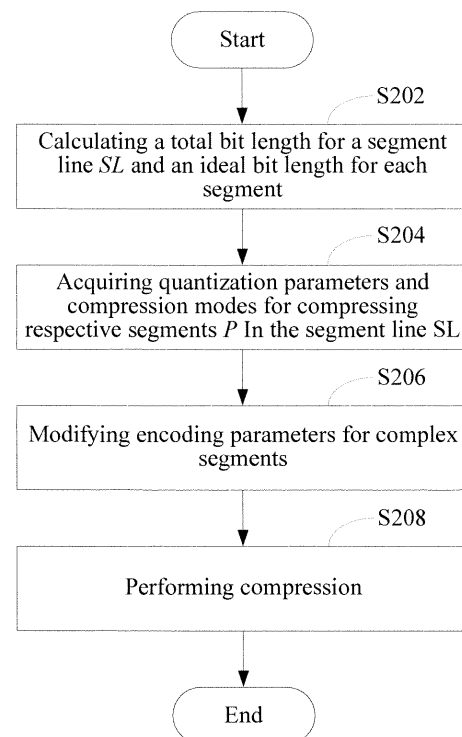 Start
S202
Calculating a total bit length for a segment
line SL and an ideal bit length for each
segment
S204
Acquiring quantization parameters and
compression modes for compressing
respective segments P In the segment line SL
S206
Modifying encoding parameters for complex
segments
S208
Performing compression
End